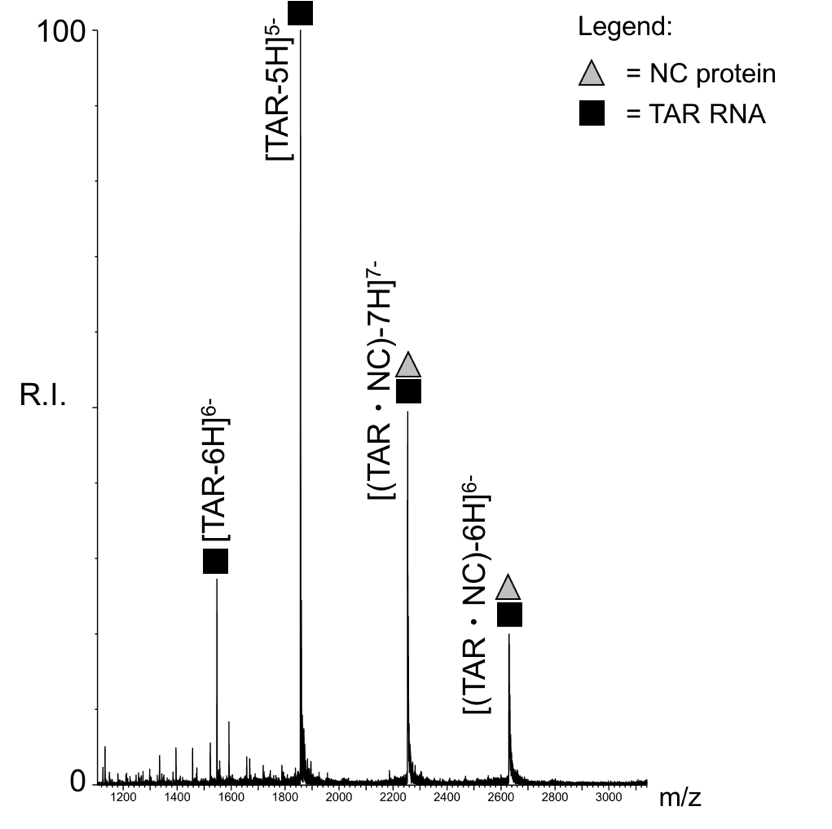 Legend:
= NC protein
= TAR RNA
100
[TAR-5H]5-
[(TAR · NC)-7H]7-
R.I.
[TAR-6H]6-
[(TAR · NC)-6H]6-
0
1200 1400 1600 1800 2000 2200 2400 2600 2800 3000
m/z